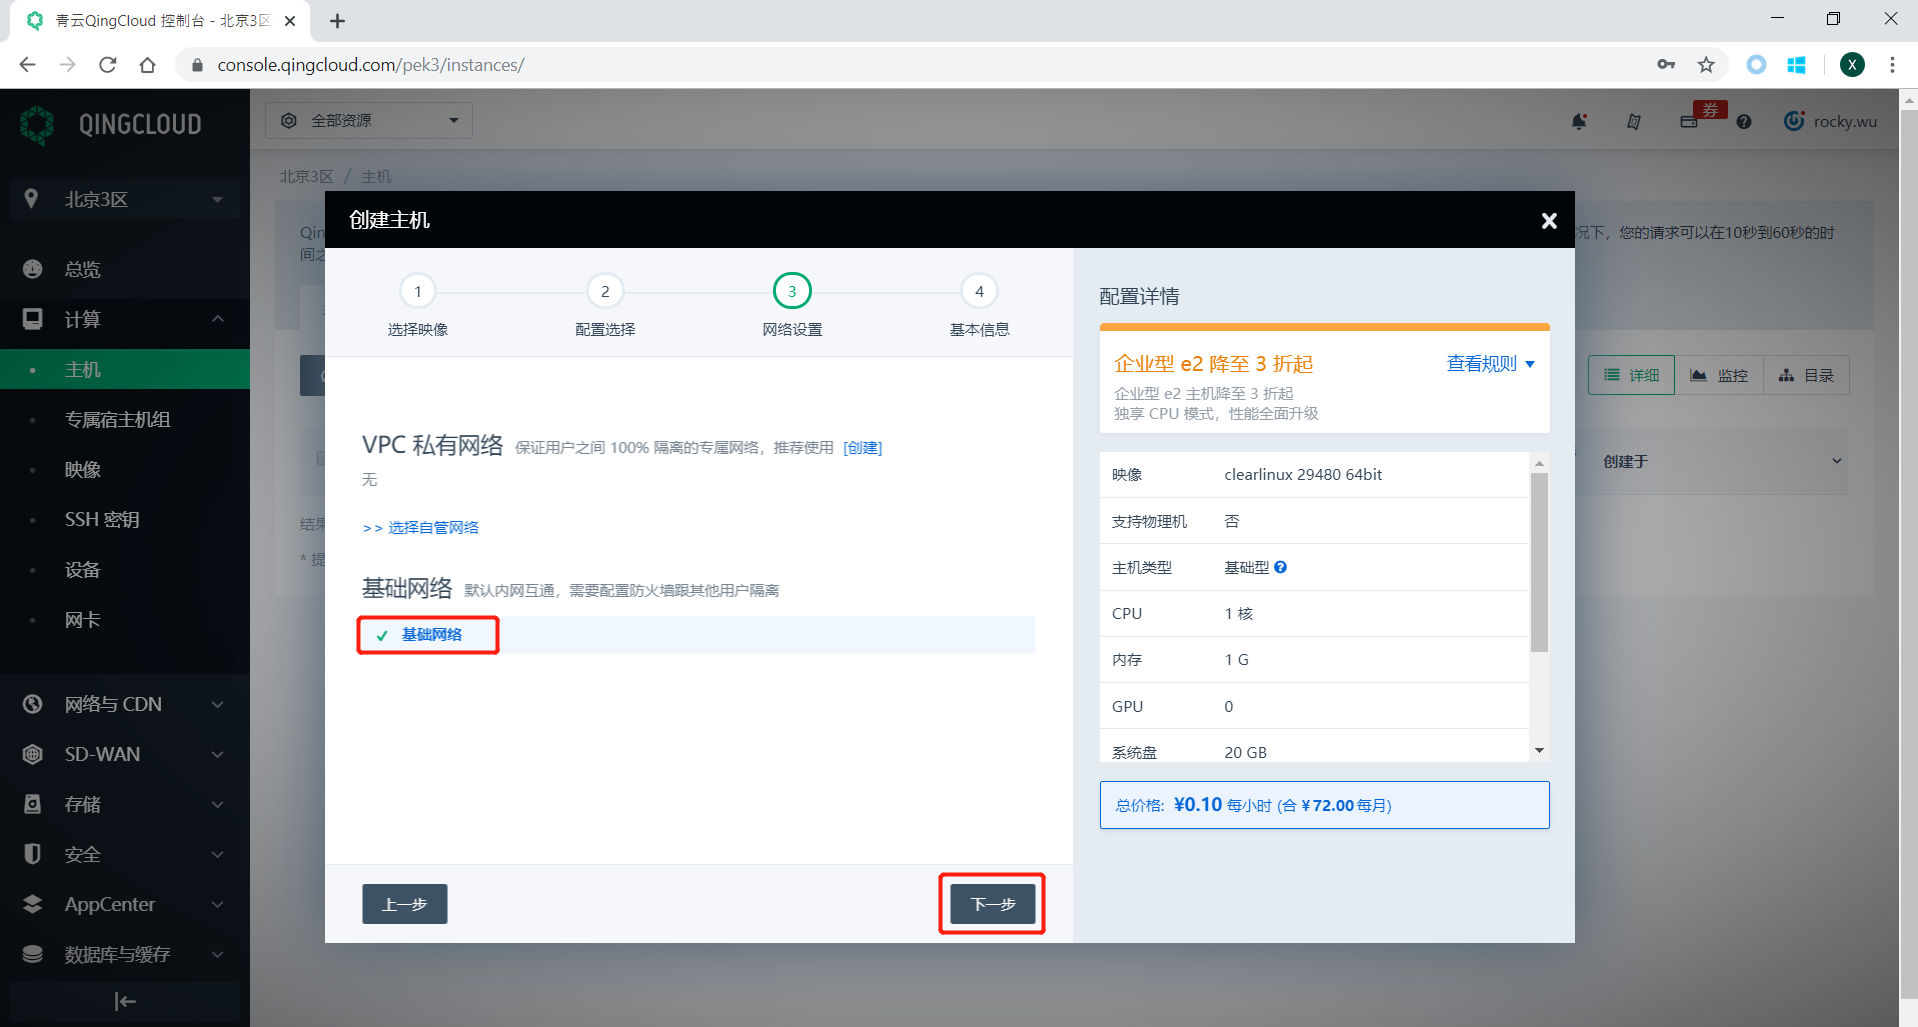 青云QingCloud 控制台 - 北京3区
console.qingcloud.com/pek3/instances/
X
QINGCLOUD
全部资源
券
rocky.wu
北京3区
北京3区 / 主机
总览
计算
主机
专属宿主机组
映像
SSH 密钥
设备
网卡
网络与 CDN
SD-WAN
存储
安全
AppCenter
数据库与缓存
Qin
况下，您的请求可以在10秒到60秒的时
间之
详细
监控
目录
创建于
结果
* 提
创建主机
1
2
3
4
选择映像
配置选择
网络设置
基本信息
VPC 私有网络 保证用户之间 100% 隔离的专属网络，推荐使用 [创建]
无
>> 选择自管网络
基础网络 默认内网互通，需要配置防火墙跟其他用户隔离
基础网络
上一步
下一步
配置详情
企业型 e2 降至 3 折起
查看规则
企业型 e2 主机降至 3 折起
独享 CPU 模式，性能全面升级
映像 clearlinux 29480 64bit
支持物理机 否
主机类型 基础型
CPU 1 核
内存 1 G
GPU 0
系统盘 20 GB
总价格: ¥0.10 每小时 (合 ¥ 72.00 每月)